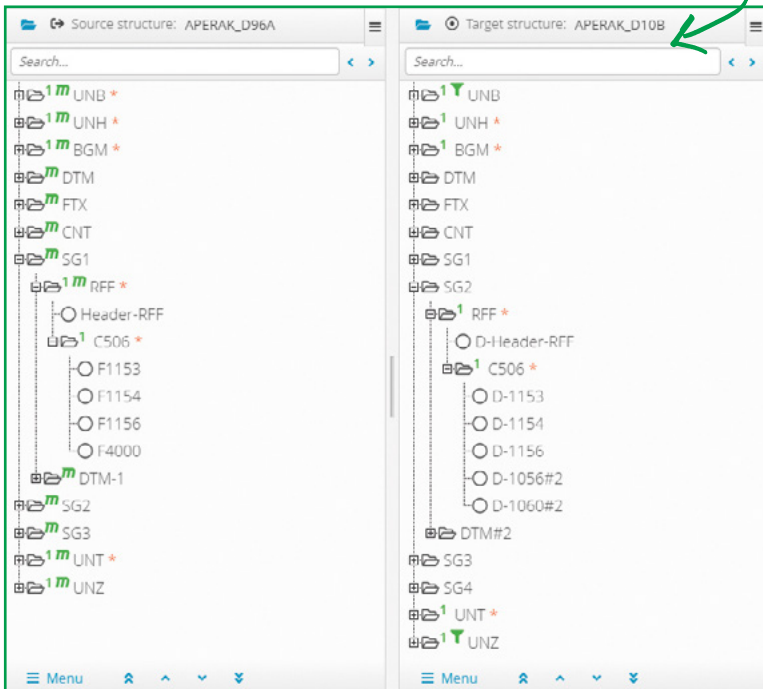 Source structure: APERAK_D96A
Search...
1 m UNB *
1 m UNH *
1 m BGM *
m DTM
m FTX
m CNT
m SG1
1 m RFF *
Header-RFF
1 C506 *
F1153
F1154
F1156
F4000
m DTM-1
m SG2
m SG3
1 m UNT *
1 m UNZ
Menu
Target structure: APERAK_D10B
Search...
1 UNB
1 UNH *
1 BGM *
DTM
FTX
CNT
SG1
SG2
1 RFF *
D-Header-RFF
1 C506 *
D-1153
D-1154
D-1156
D-1056#2
D-1060#2
DTM#2
SG3
SG4
1 UNT *
1 UNZ
Menu